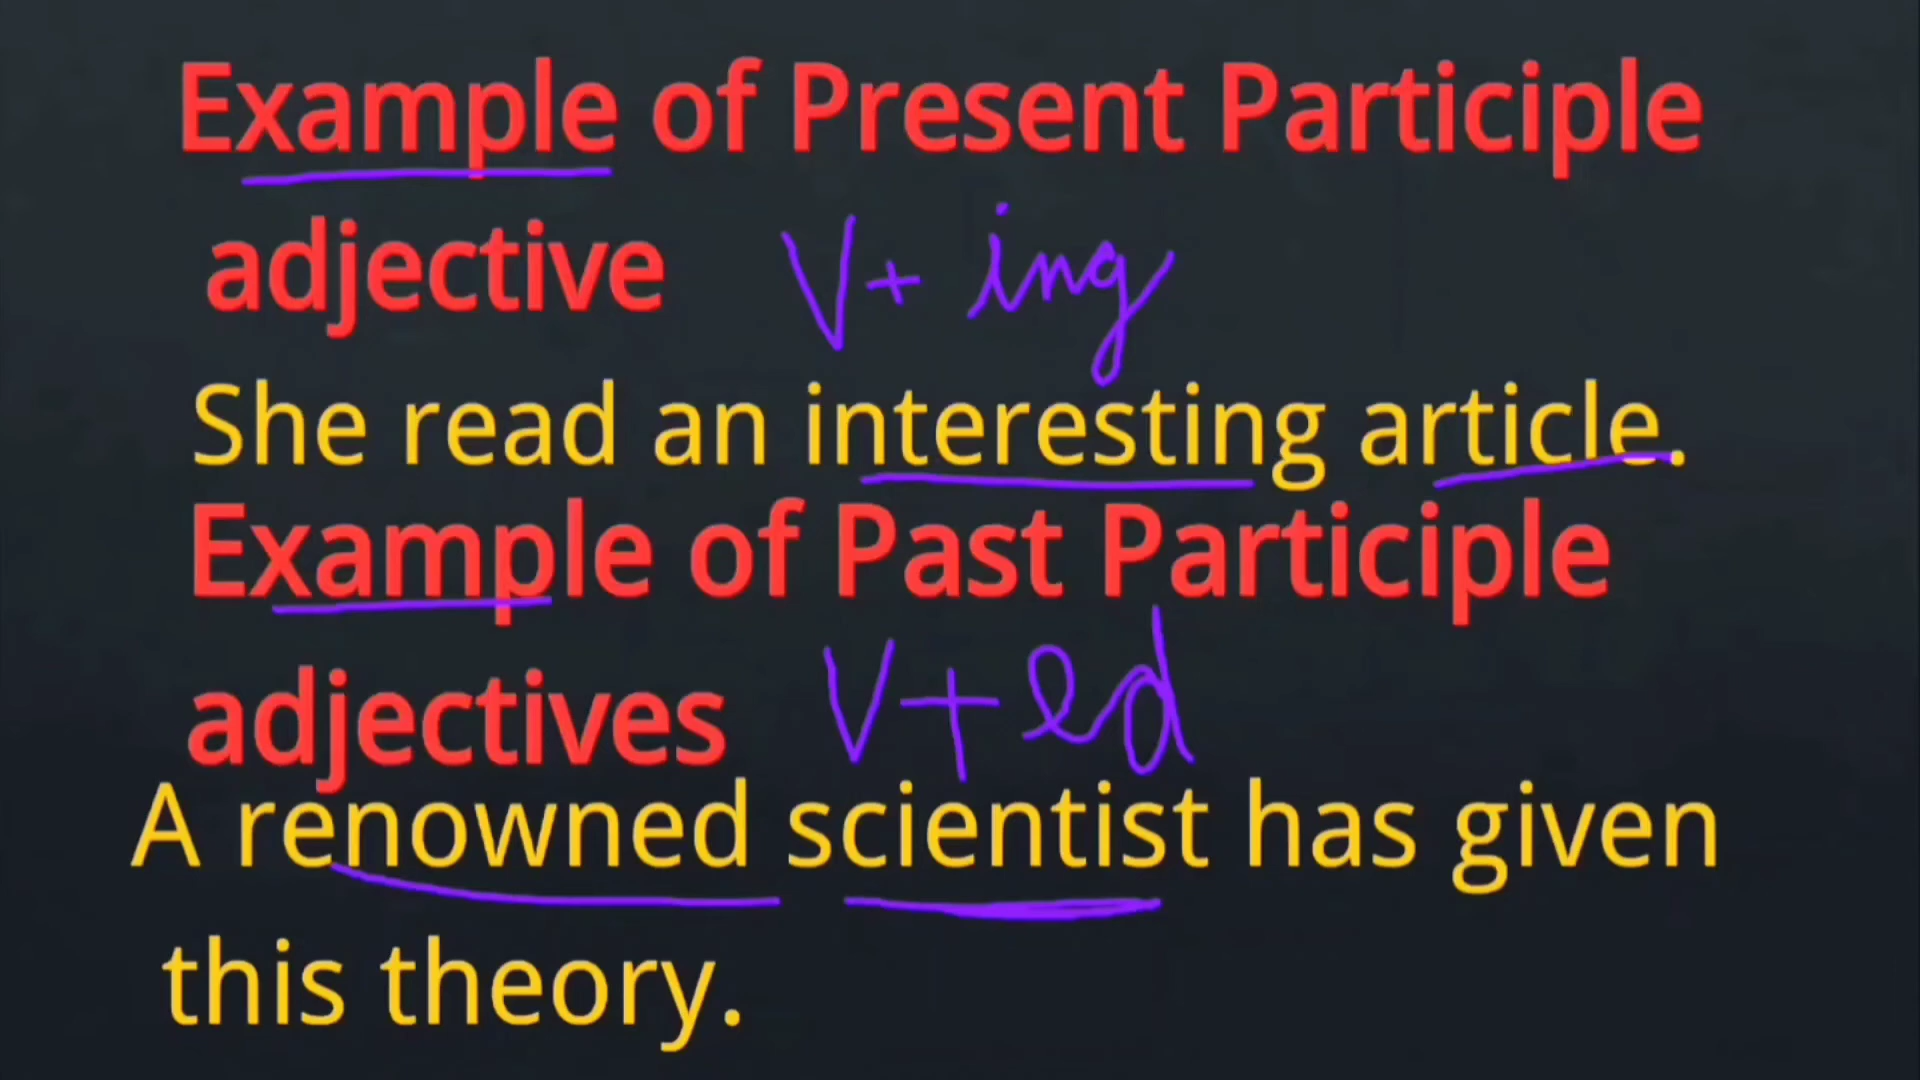 Example of Present Participle
adjective V + ing
She read an interesting article.
Example of Past Participle
adjectives V + ed
A renowned scientist has given
this theory.